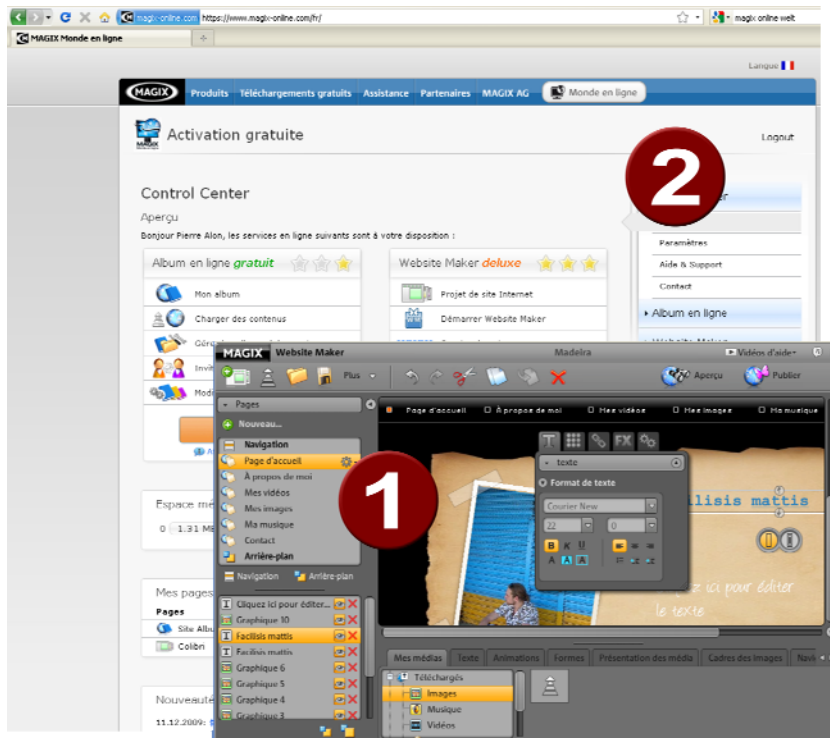 magix-online.com https://www.magix-online.com/fr/
magix online welt
MAGIX Monde en ligne
Langue
MAGIX Produits Téléchargements gratuits Assistance Partenaires MAGIX AG Monde en ligne
MAGIX
Activation gratuite
Logout
2
Control Center
Aperçu
Bonjour Pierre Alon, les services en ligne suivants sont à votre disposition :
Album en ligne gratuit
Mon album
Charger des contenus
Website Maker deluxe
Projet de site Internet
Démarrer Website Maker
Paramètres
Aide & Support
Contact
Album en ligne
Espace
0 1.31
Mes pages
Pages
Site
Colibri
11.12.2009:
MAGIX Website Maker
Madeira
Vidéos d'aide
Plus
Aperçu
Publier
Pages
Nouveau...
Navigation
Page d'accueil
À propos de moi
Mes vidéos
Mes images
Ma musique
Contact
Arrière-plan
Navigation Arrière-plan
1
Cliquez ici pour éditer...
Graphique 10
Facilisis mattis
Facilisis mattis
Graphique 6
Graphique 5
Graphique 4
Graphique 3
Page d'accueil À propos de moi Mes vidéos Mes images Ma musique
T FX
texte
Format de texte
Courier New
22 0
B K U
A A A
mattis
ici pour éditer
le texte
Mes médias Texte Animations Formes Présentation des média Cadres des images
Téléchargés
Images
Musique
Vidéos